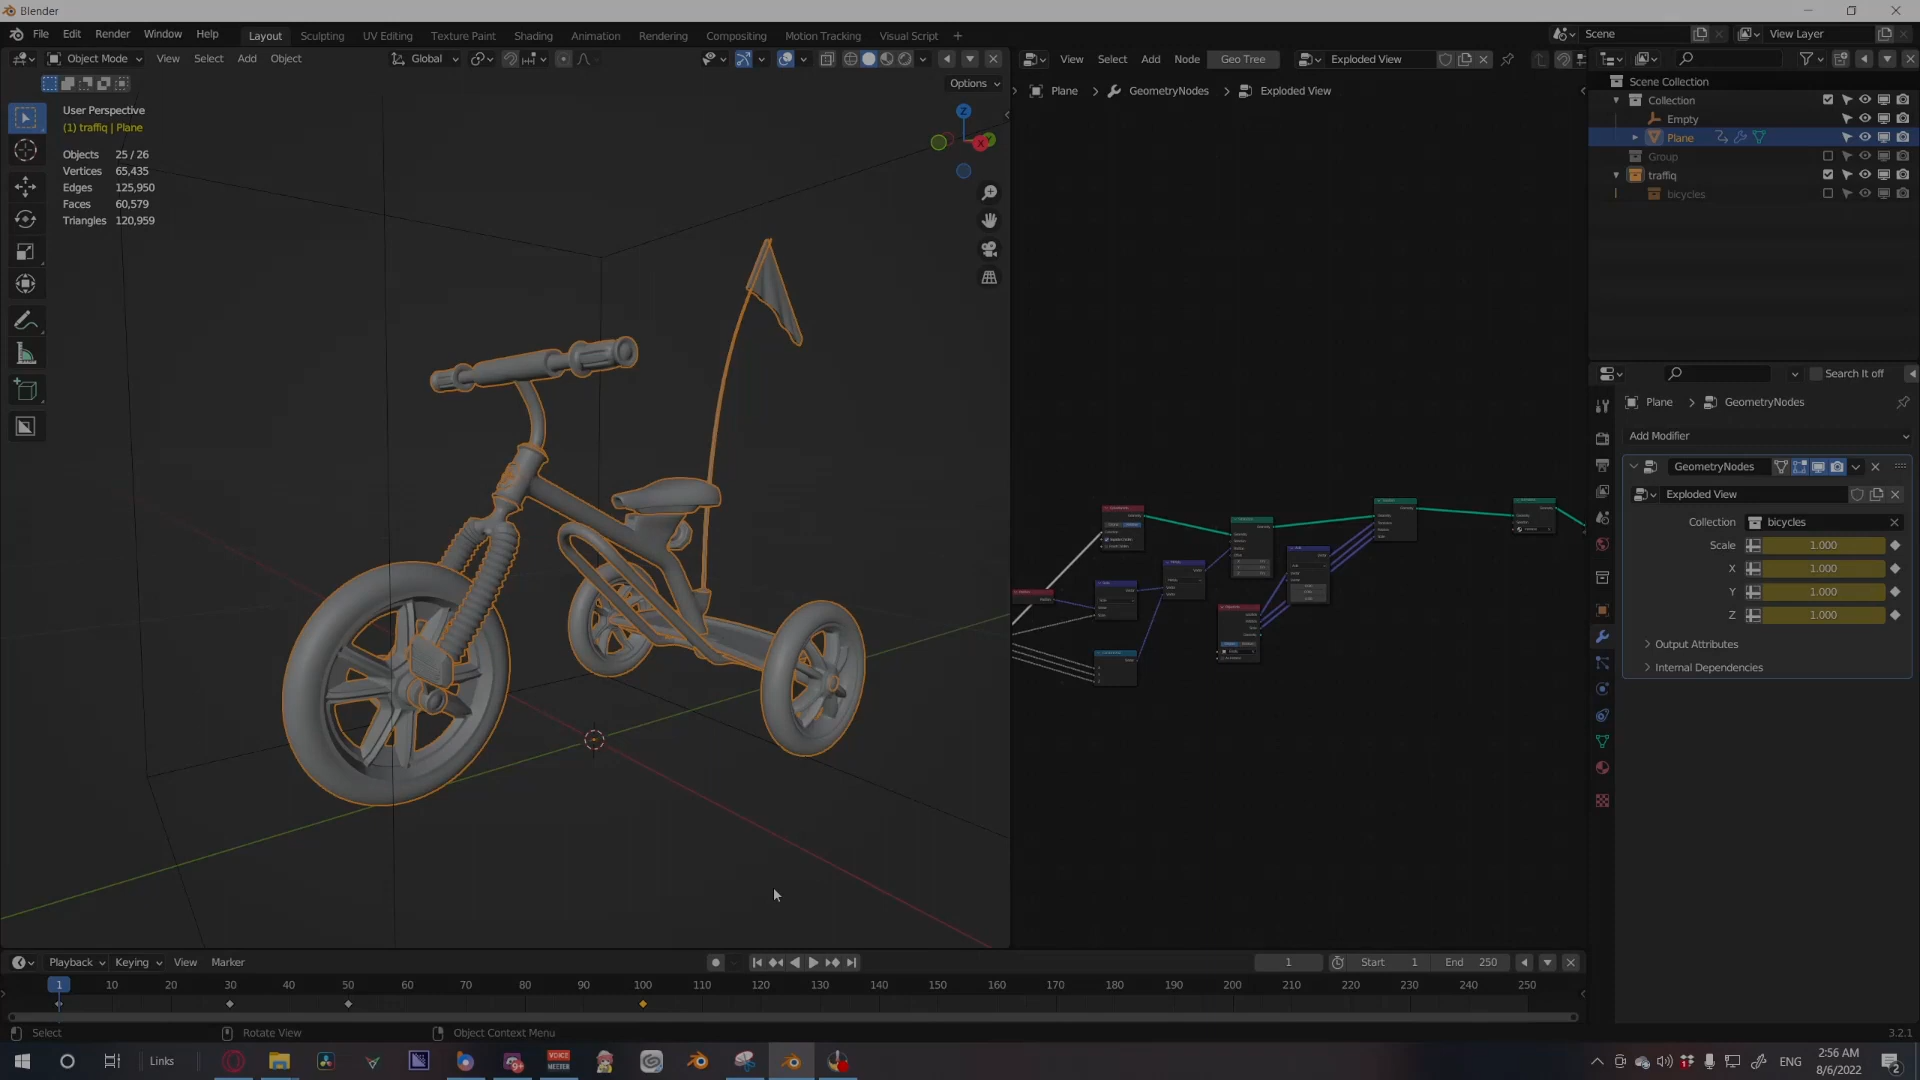 Blender
File Edit Render Window Help Layout Sculpting UV Editing Texture Paint Shading Animation Rendering Compositing Motion Tracking Visual Script +
Scene
View Layer
Object Mode View Select Add Object
Global
View Select Add Node Geo Tree
Exploded View
Options
Plane > GeometryNodes > Exploded View
User Perspective
(1) traffiq | Plane
Objects 25 / 26
Vertices 65,435
Edges 125,950
Faces 60,579
Triangles 120,959
Z
X
Y
Scene Collection
Collection
Empty
Plane
Group
traffiq
bicycles
Search It off
Plane > GeometryNodes
Add Modifier
GeometryNodes
Exploded View
Collection bicycles
Scale 1.000
X 1.000
Y 1.000
Z 1.000
Output Attributes
Internal Dependencies
Playback Keying View Marker
1
Start 1
End 250
1 10 20 30 40 50 60 70 80 90 100 110 120 130 140 150 160 170 180 190 200 210 220 230 240 250
Select
Rotate View
Object Context Menu
3.2.1
Links
VOICE MEETER
9+
ENG
2:56 AM
8/6/2022
2